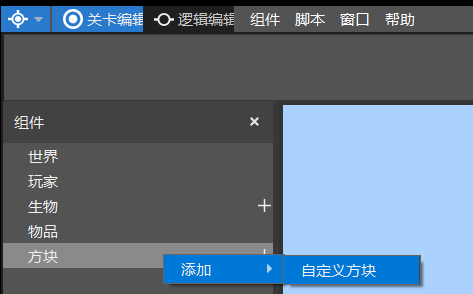 关卡编辑 逻辑编辑 组件 脚本 窗口 帮助
组件
世界
玩家
生物
物品
方块 添加 自定义方块